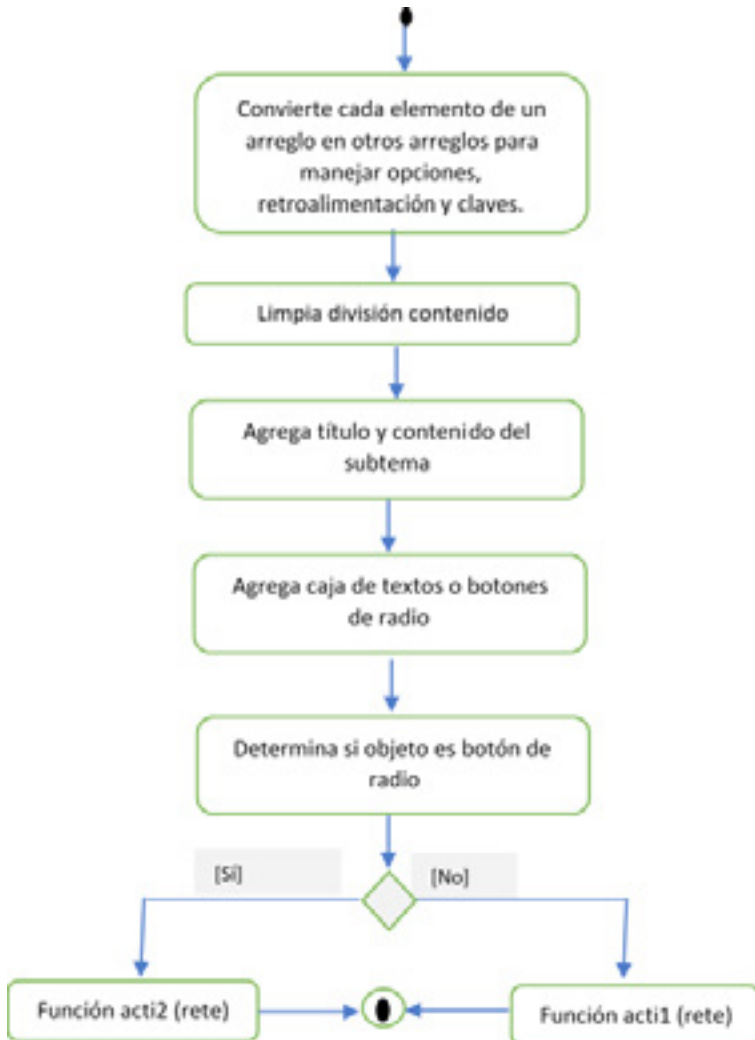 Convierte cada elemento de un
arreglo en otros arreglos para
manejar opciones,
retroalimentación y claves.
Limpia división contenido
Agrega título y contenido del
subtema
Agrega caja de textos o botones
de radio
Determina si objeto es botón de
radio
[Sí]
[No]
Función acti2 (rete)
Función acti1 (rete)